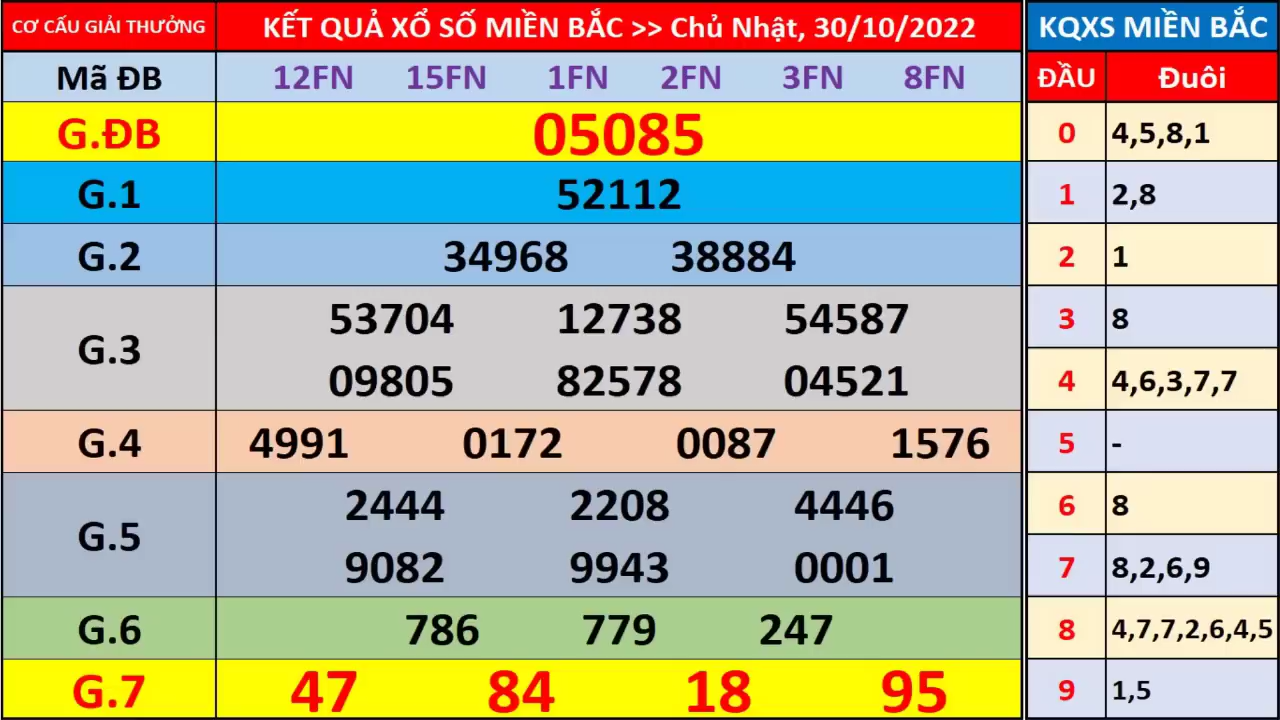 CƠ CẤU GIẢI THƯỞNG KẾT QUẢ XỔ SỐ MIỀN BẮC >> Chủ Nhật, 30/10/2022
Mã ĐB 12FN 15FN 1FN 2FN 3FN 8FN
G.ĐB 05085
G.1 52112
G.2 34968 38884
G.3 53704 12738 54587
09805 82578 04521
G.4 4991 0172 0087 1576
G.5 2444 2208 4446
9082 9943 0001
G.6 786 779 247
G.7 47 84 18 95
KQXS MIỀN BẮC
ĐẦU Đuôi
0 4,5,8,1
1 2,8
2 1
3 8
4 4,6,3,7,7
5 -
6 8
7 8,2,6,9
8 4,7,7,2,6,4,5
9 1,5